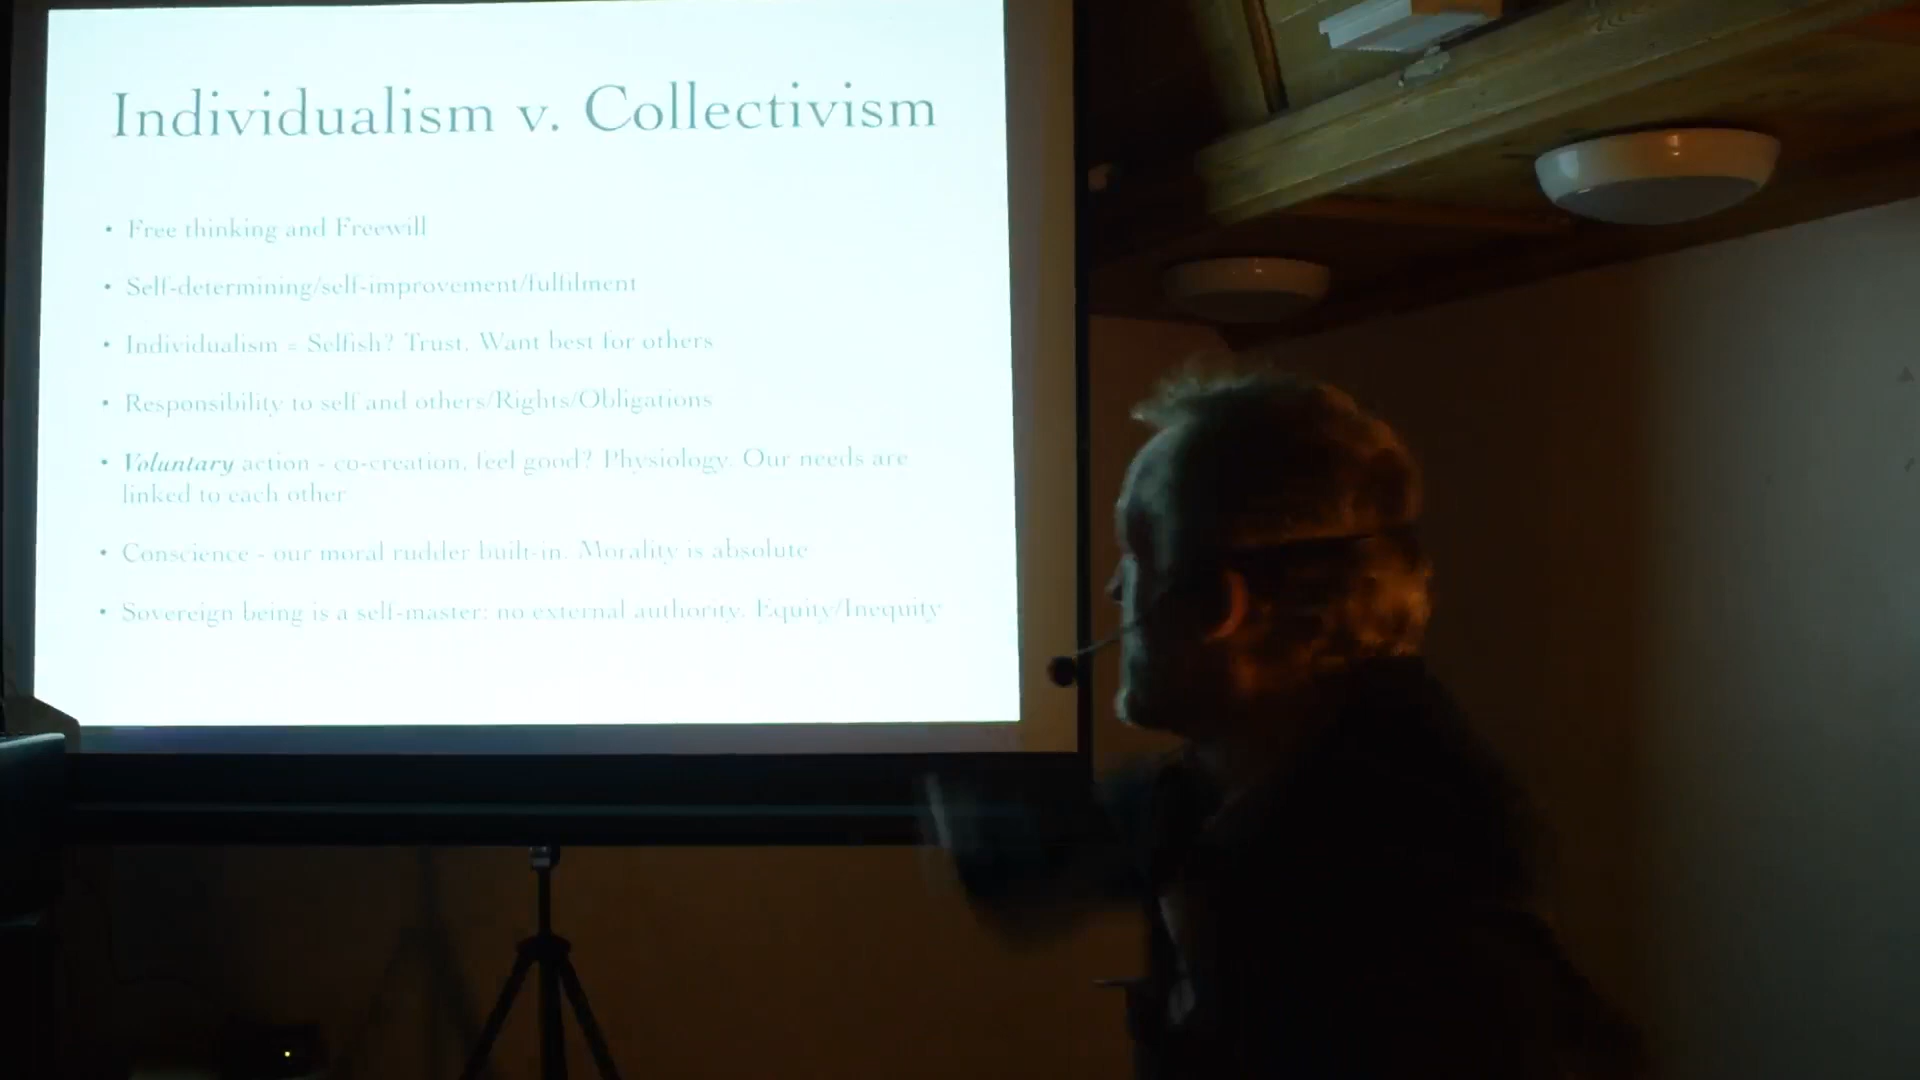 Individualism v. Collectivism
• Free thinking and Freewill
• Self-determining/self-improvement/fulfilment
• Individualism = Selfish? Trust. Want best for others
• Responsibility to self and others/Rights/Obligations
• Voluntary action - co-creation, feel good? Physiology. Our needs are
linked to each other
• Conscience - our moral rudder built-in. Morality is absolute
• Sovereign being is a self-master: no external authority. Equity/Inequity